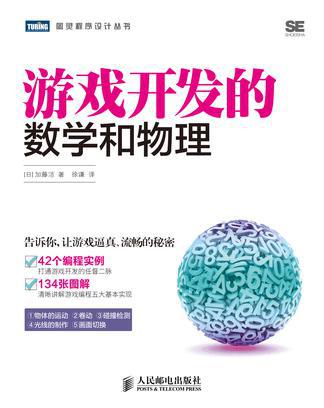 TURING 图灵程序设计丛书
SE
SHOEISHA
游戏开发的
数学和物理
[日] 加藤洁 著 徐谦 译
告诉你,让游戏逼真、流畅的秘密
42个编程实例
打通游戏开发的任督二脉
134张图解
清晰讲解游戏编程五大基本实现
①物体的运动 ②卷动 ③碰撞检测
④光线的制作 ⑤画面切换
人民邮电出版社
POSTS & TELECOM PRESS